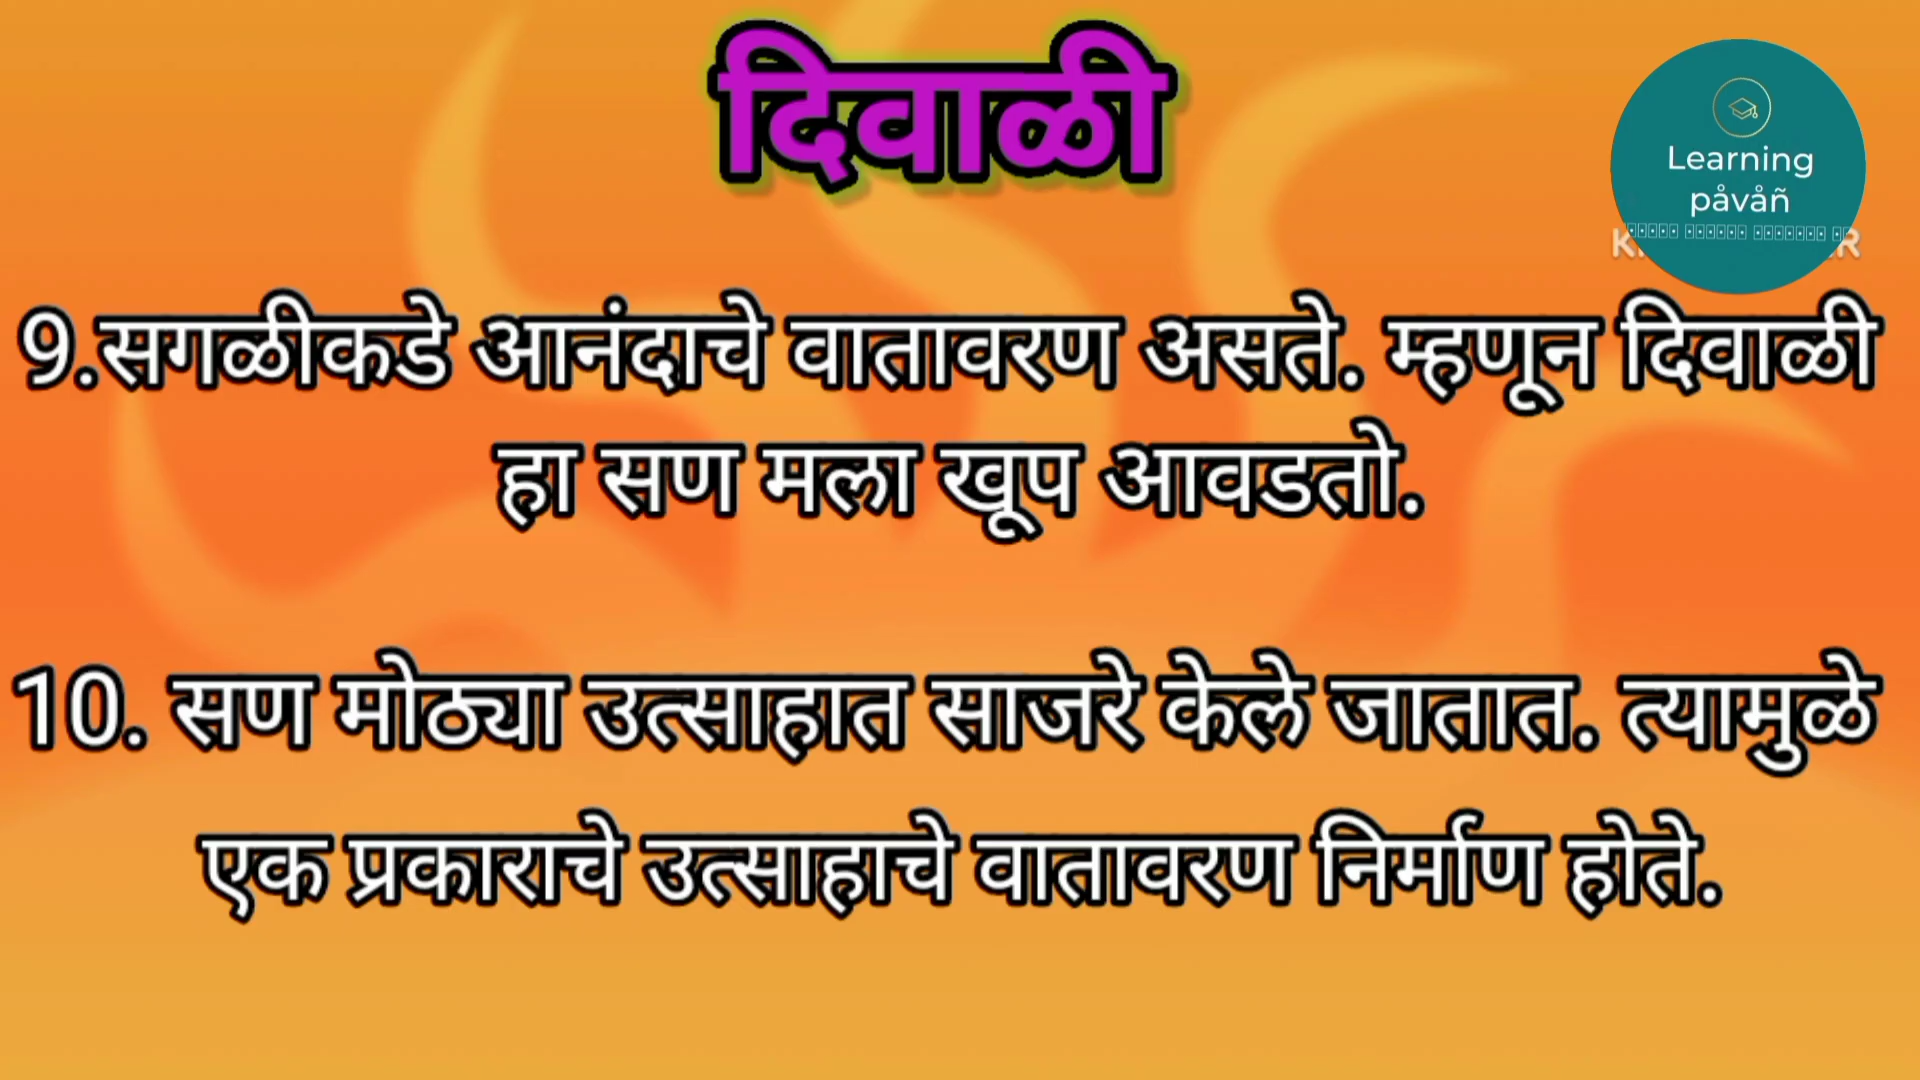 दिवाळी
Learning
påvåñ
9.सगळीकडे आनंदाचे वातावरण असते. म्हणून दिवाळी
हा सण मला खूप आवडतो.
10. सण मोठ्या उत्साहात साजरे केले जातात. त्यामुळे
एक प्रकाराचे उत्साहाचे वातावरण निर्माण होते.